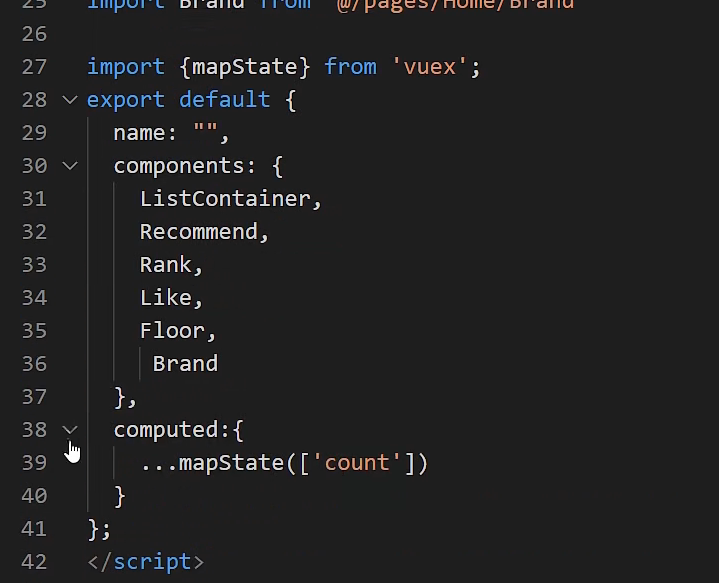 25 import Brand from '@/pages/Home/Brand'
26
27 import {mapState} from 'vuex';
28 export default {
29 name: "",
30 components: {
31 ListContainer,
32 Recommend,
33 Rank,
34 Like,
35 Floor,
36 Brand
37 },
38 computed:{
39 ...mapState(['count'])
40 }
41 };
42 </script>